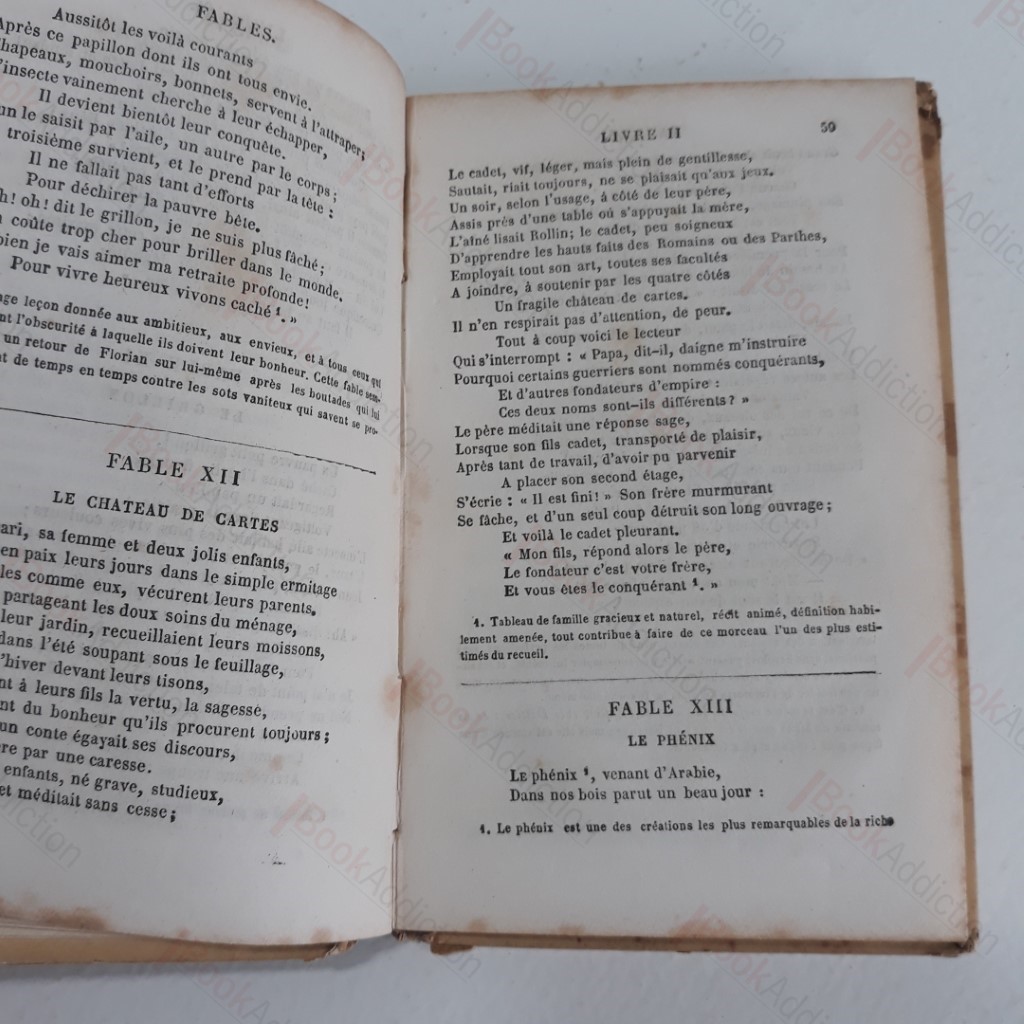 FABLES.
Aussitôt les voilà courants
Après ce papillon dont ils ont tous envie.
hapeaux, mouchoirs, bonnets, servent à l'attraper;
'insecte vainement cherche à leur échapper,
Il devient bientôt leur conquête.
un le saisit par l'aile, un autre par le corps;
troisième survient, et le prend par la tête:
Il ne fallait pas tant d'efforts
Pour déchirer la pauvre bête.
h! oh! dit le grillon, je ne suis plus fâché;
n coûte trop cher pour briller dans le monde.
bien je vais aimer ma retraite profonde!
Pour vivre heureux vivons caché 1. »
age leçon donnée aux ambitieux, aux envieux, et à tous ceux qui
nt l'obscurité à laquelle ils doivent leur bonheur. Cette fable sem-
un retour de Florian sur lui-même après les boutades qui lui
nt de temps en temps contre les sots vaniteux qui savent se pro-
FABLE XII
LE CHATEAU DE CARTES
ari, sa femme et deux jolis enfants,
en paix leurs jours dans le simple ermitage
les comme eux, vécurent leurs parents.
partageant les doux soins du ménage,
leur jardin, recueillaient leurs moissons,
dans l'été soupant sous le feuillage,
'hiver devant leurs tisons,
nt à leurs fils la vertu, la sagesse,
nt du bonheur qu'ils procurent toujours;
un conte égayait ses discours,
re par une caresse.
enfants, né grave, studieux,
et méditait sans cesse;
LIVRE II 59
Le cadet, vif, léger, mais plein de gentillesse,
Sautait, riait toujours, ne se plaisait qu'aux jeux.
Un soir, selon l'usage, à côté de leur père,
Assis près d'une table où s'appuyait la mère,
L'aîné lisait Rollin; le cadet, peu soigneux
D'apprendre les hauts faits des Romains ou des Parthes,
Employait tout son art, toutes ses facultés
A joindre, à soutenir par les quatre côtés
Un fragile château de cartes.
Il n'en respirait pas d'attention, de peur.
Tout à coup voici le lecteur
Qui s'interrompt : « Papa, dit-il, daigne m'instruire
Pourquoi certains guerriers sont nommés conquérants,
Et d'autres fondateurs d'empire :
Ces deux noms sont-ils différents? »
Le père méditait une réponse sage,
Lorsque son fils cadet, transporté de plaisir,
Après tant de travail, d'avoir pu parvenir
A placer son second étage,
S'écrie : « Il est fini! » Son frère murmurant
Se fâche, et d'un seul coup détruit son long ouvrage;
Et voilà le cadet pleurant.
« Mon fils, répond alors le père,
Le fondateur c'est votre frère,
Et vous êtes le conquérant 1. »
1. Tableau de famille gracieux et naturel, récit animé, définition habi-
lement amenée, tout contribue à faire de ce morceau l'un des plus esti-
timés du recueil.
FABLE XIII
LE PHÉNIX
LE phénix 1, venant d'Arabie,
Dans nos bois parut un beau jour :
1. Le phénix est une des créations les plus remarquables de la riche
BookAddiction